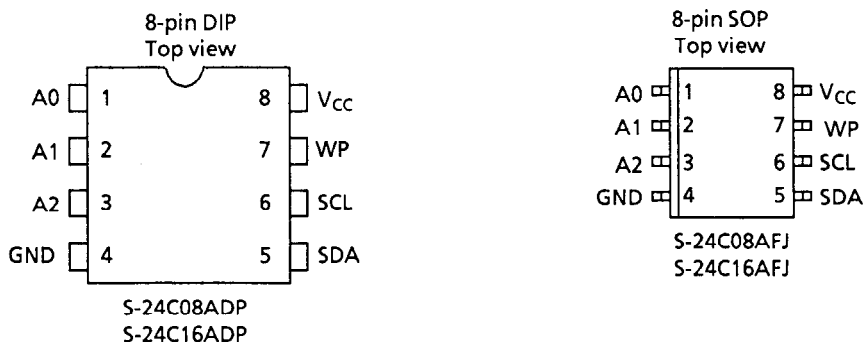 8-pin DIP
Top view
A0 1 8 VCC
A1 2 7 WP
A2 3 6 SCL
GND 4 5 SDA
S-24C08ADP
S-24C16ADP
8-pin SOP
Top view
A0 1 8 VCC
A1 2 7 WP
A2 3 6 SCL
GND 4 5 SDA
S-24C08AFJ
S-24C16AFJ